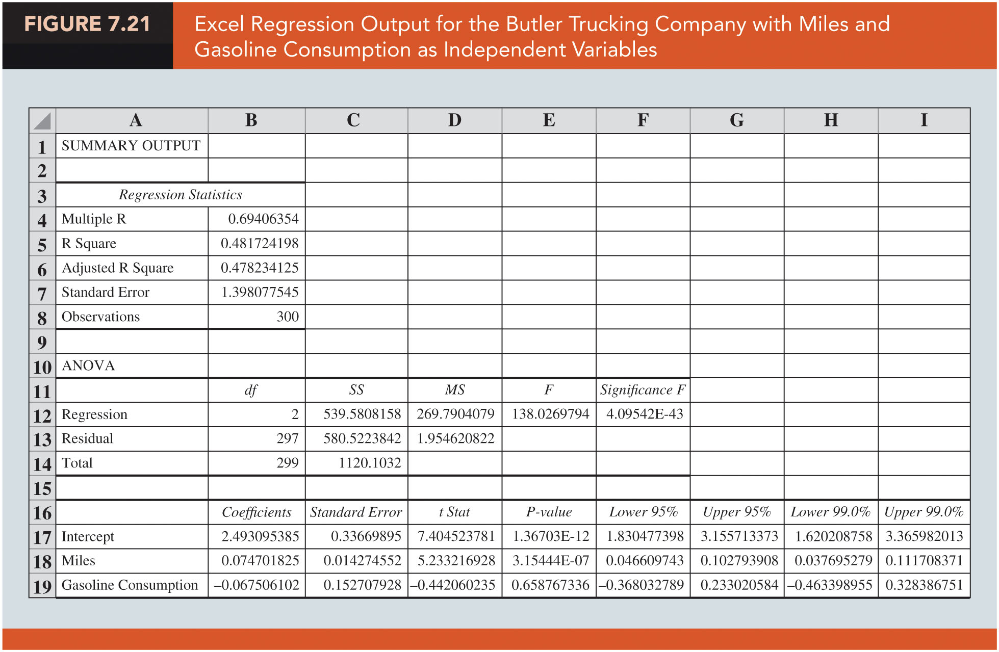 FIGURE 7.21
Excel Regression Output for the Butler Trucking Company with Miles and
Gasoline Consumption as Independent Variables
A B C D E F G H I
1 SUMMARY OUTPUT
2
3 Regression Statistics
4 Multiple R 0.69406354
5 R Square 0.481724198
6 Adjusted R Square 0.478234125
7 Standard Error 1.398077545
8 Observations 300
9
10 ANOVA
11 df SS MS F Significance F
12 Regression 2 539.5808158 269.7904079 138.0269794 4.09542E-43
13 Residual 297 580.5223842 1.954620822
14 Total 299 1120.1032
15
16 Coefficients Standard Error t Stat P-value Lower 95% Upper 95% Lower 99.0% Upper 99.0%
17 Intercept 2.493095385 0.33669895 7.404523781 1.36703E-12 1.830477398 3.155713373 1.620208758 3.365982013
18 Miles 0.074701825 0.014274552 5.233216928 3.15444E-07 0.046609743 0.102793908 0.037695279 0.111708371
19 Gasoline Consumption –0.067506102 0.152707928 –0.442060235 0.658767336 –0.368032789 0.233020584 –0.463398955 0.328386751